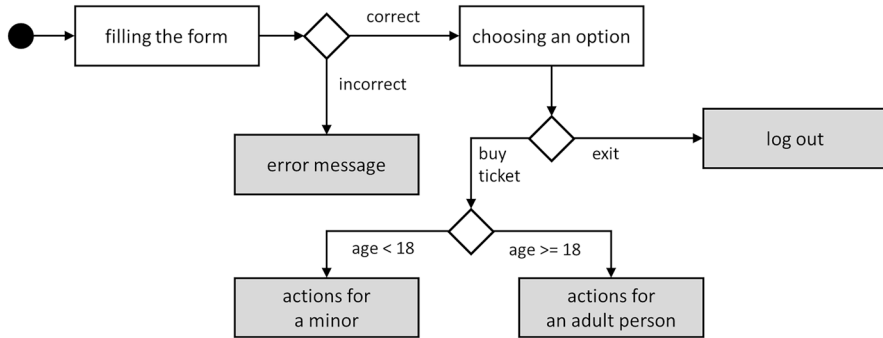 filling the form
correct
choosing an option
incorrect
error message
buy
ticket
exit
log out
age < 18
age >= 18
actions for
a minor
actions for
an adult person